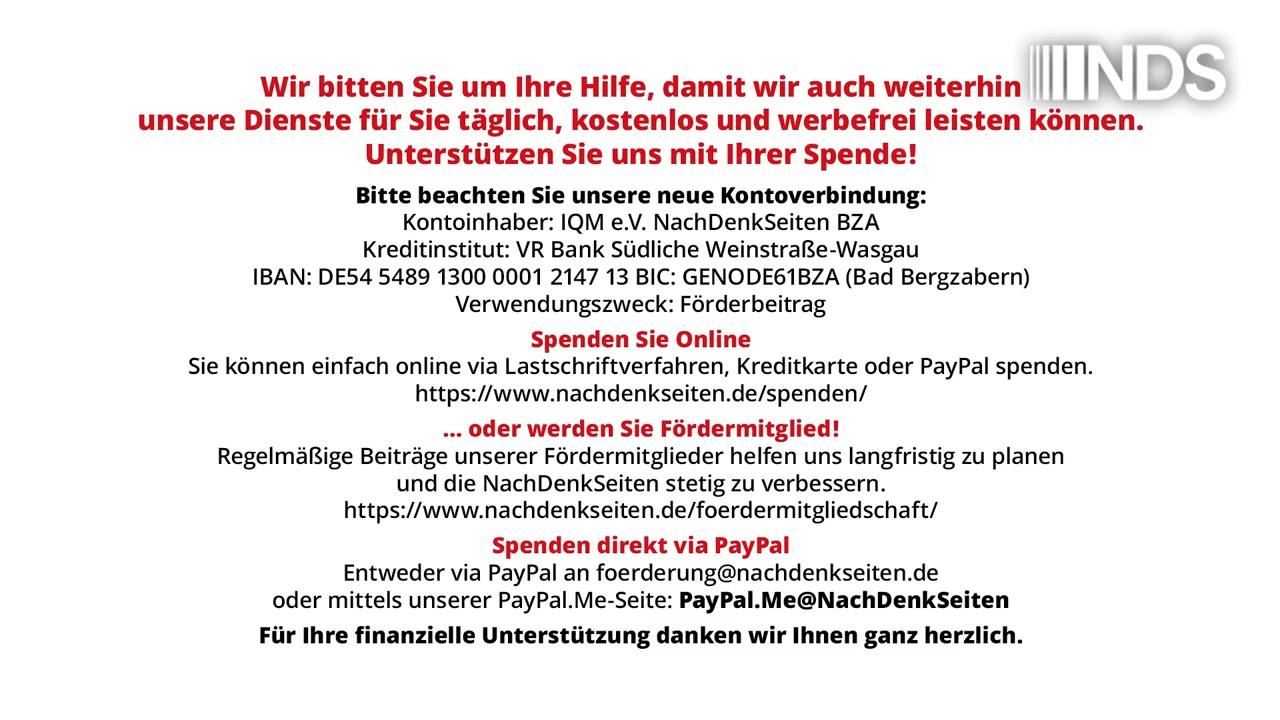 NDS
Wir bitten Sie um Ihre Hilfe, damit wir auch weiterhin
unsere Dienste für Sie täglich, kostenlos und werbefrei leisten können.
Unterstützen Sie uns mit Ihrer Spende!
Bitte beachten Sie unsere neue Kontoverbindung:
Kontoinhaber: IQM e.V. NachDenkSeiten BZA
Kreditinstitut: VR Bank Südliche Weinstraße-Wasgau
IBAN: DE54 5489 1300 0001 2147 13 BIC: GENODE61BZA (Bad Bergzabern)
Verwendungszweck: Förderbeitrag
Spenden Sie Online
Sie können einfach online via Lastschriftverfahren, Kreditkarte oder PayPal spenden.
https://www.nachdenkseiten.de/spenden/
... oder werden Sie Fördermitglied!
Regelmäßige Beiträge unserer Fördermitglieder helfen uns langfristig zu planen
und die NachDenkSeiten stetig zu verbessern.
https://www.nachdenkseiten.de/foerdermitgliedschaft/
Spenden direkt via PayPal
Entweder via PayPal an foerderung@nachdenkseiten.de
oder mittels unserer PayPal.Me-Seite: PayPal.Me@NachDenkSeiten
Für Ihre finanzielle Unterstützung danken wir Ihnen ganz herzlich.